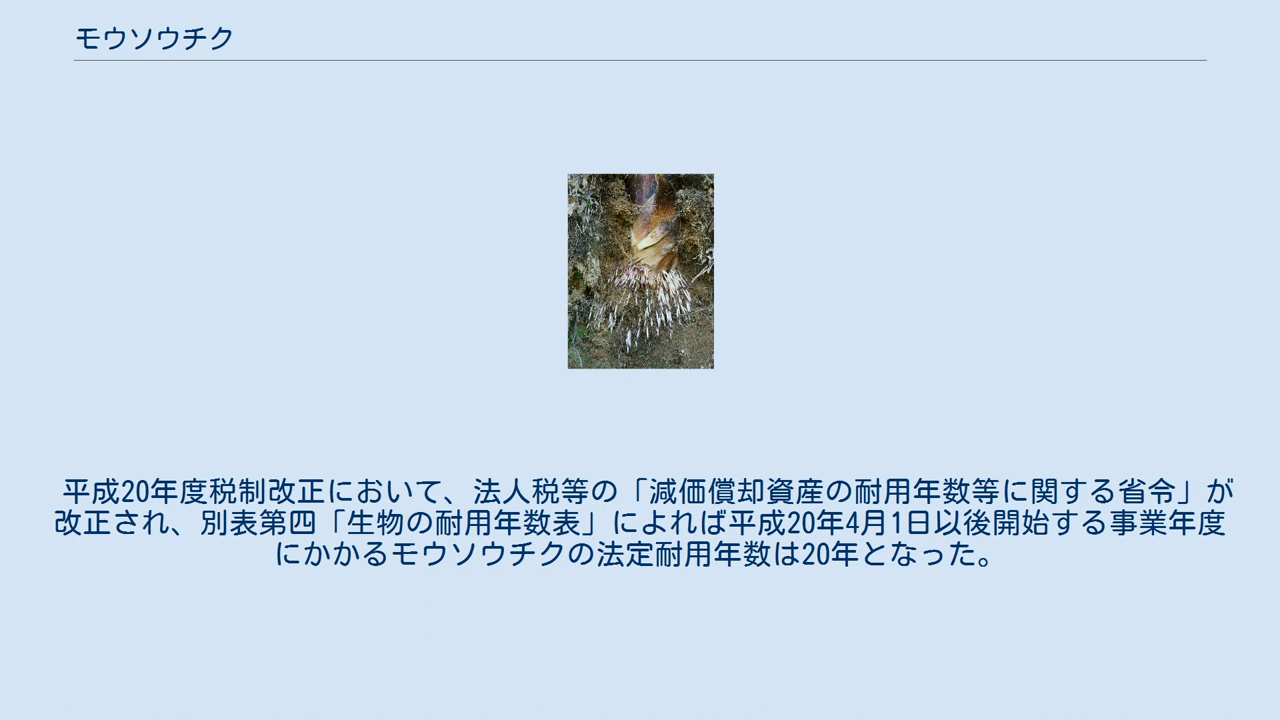 モウソウチク
平成20年度税制改正において、法人税等の「減価償却資産の耐用年数等に関する省令」が
改正され、別表第四「生物の耐用年数表」によれば平成20年4月1日以後開始する事業年度
にかかるモウソウチクの法定耐用年数は20年となった。